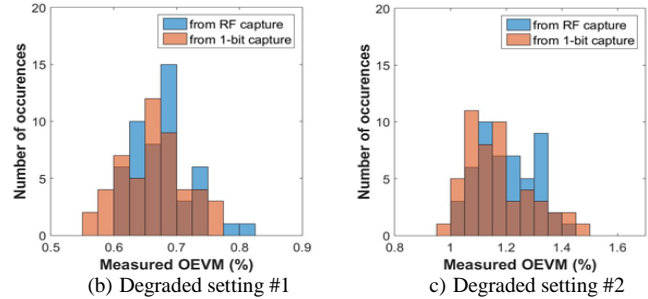 20
15
10
5
0
Number of occurences
from RF capture
from 1-bit capture
0.5
0.6
0.7
0.8
0.9
Measured OEVM (%)
(b) Degraded setting #1
20
15
10
5
0
Number of occurences
from RF capture
from 1-bit capture
0.8
1
1.2
1.4
1.6
Measured OEVM (%)
c) Degraded setting #2